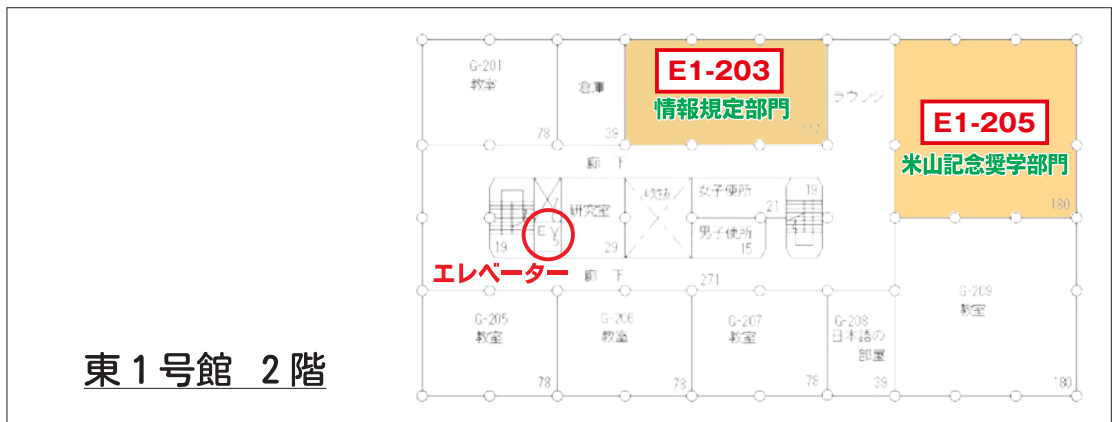 G-201
教室
78
倉庫
39
E1-203
情報規定部門
117
ラウンジ
E1-205
米山記念奨学部門
180
廊下
19
EV
5
研究室
29
吹抜
女子便所
21
男子便所
15
19
エレベーター
廊下
271
G-205
教室
78
G-206
教室
78
G-207
教室
78
G-208
日本語の
部屋
39
G-209
教室
180
東1号館 2階